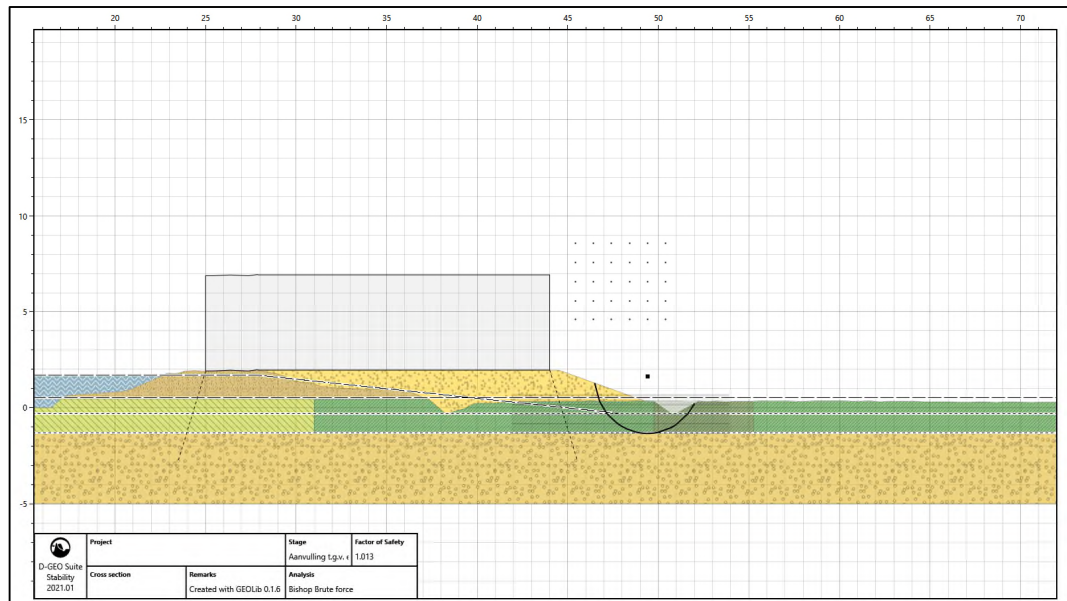 20 25 30 35 40 45 50 55 60 65 70
15
10
5
0
-5
Project
Stage
Factor of Safety
Aanvulling t.g.v.
1.013
D-GEO Suite
Stability
2021.01
Cross section
Remarks
Analysis
Created with GEOLib 0.1.6
Bishop Brute force